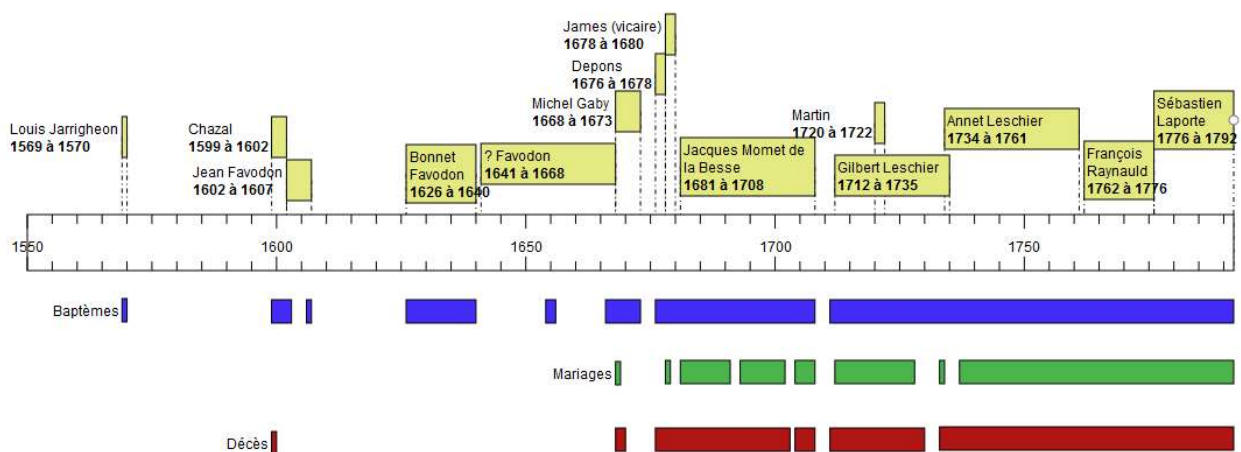 James (vicaire)
1678 à 1680
Depons
1676 à 1678
Michel Gaby
1668 à 1673
Louis Jarrigheon
1569 à 1570
Chazal
1599 à 1602
Jean Favodon
1602 à 1607
Bonnet
Favodon
1626 à 1640
? Favodon
1641 à 1668
Jacques Momet de
la Besse
1681 à 1708
Martin
1720 à 1722
Gilbert Leschier
1712 à 1735
Annet Leschier
1734 à 1761
François
Raynauld
1762 à 1776
Sébastien
Laporte
1776 à 1792
1550 1600 1650 1700 1750
Baptèmes
Mariages
Décès